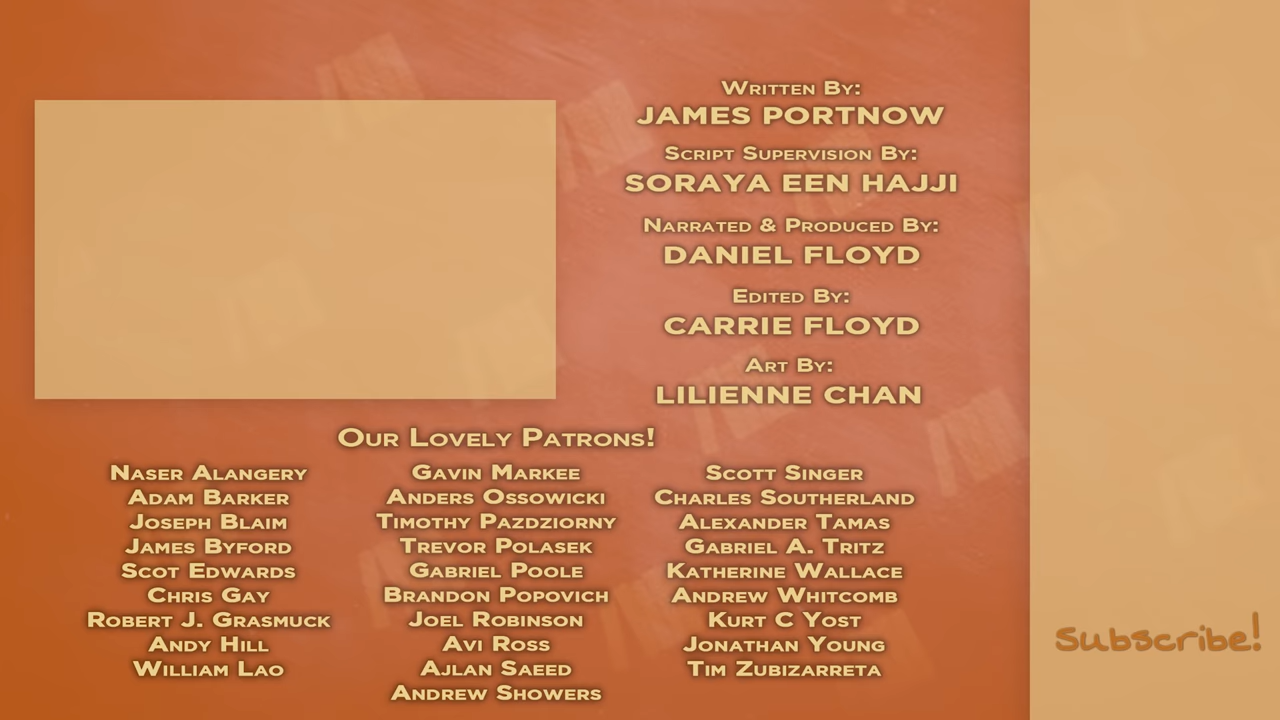 Written By:
JAMES PORTNOW
Script Supervision By:
SORAYA EEN HAJJI
Narrated & Produced By:
DANIEL FLOYD
Edited By:
CARRIE FLOYD
Art By:
LILIENNE CHAN
Our Lovely Patrons!
Naser Alangery
Adam Barker
Joseph Blaim
James Byford
Scot Edwards
Chris Gay
Robert J. Grasmuck
Andy Hill
William Lao
Gavin Markee
Anders Ossowicki
Timothy Pazdziorny
Trevor Polasek
Gabriel Poole
Brandon Popovich
Joel Robinson
Avi Ross
Ajlan Saeed
Andrew Showers
Scott Singer
Charles Southerland
Alexander Tamas
Gabriel A. Tritz
Katherine Wallace
Andrew Whitcomb
Kurt C Yost
Jonathan Young
Tim Zubizarreta
Subscribe!